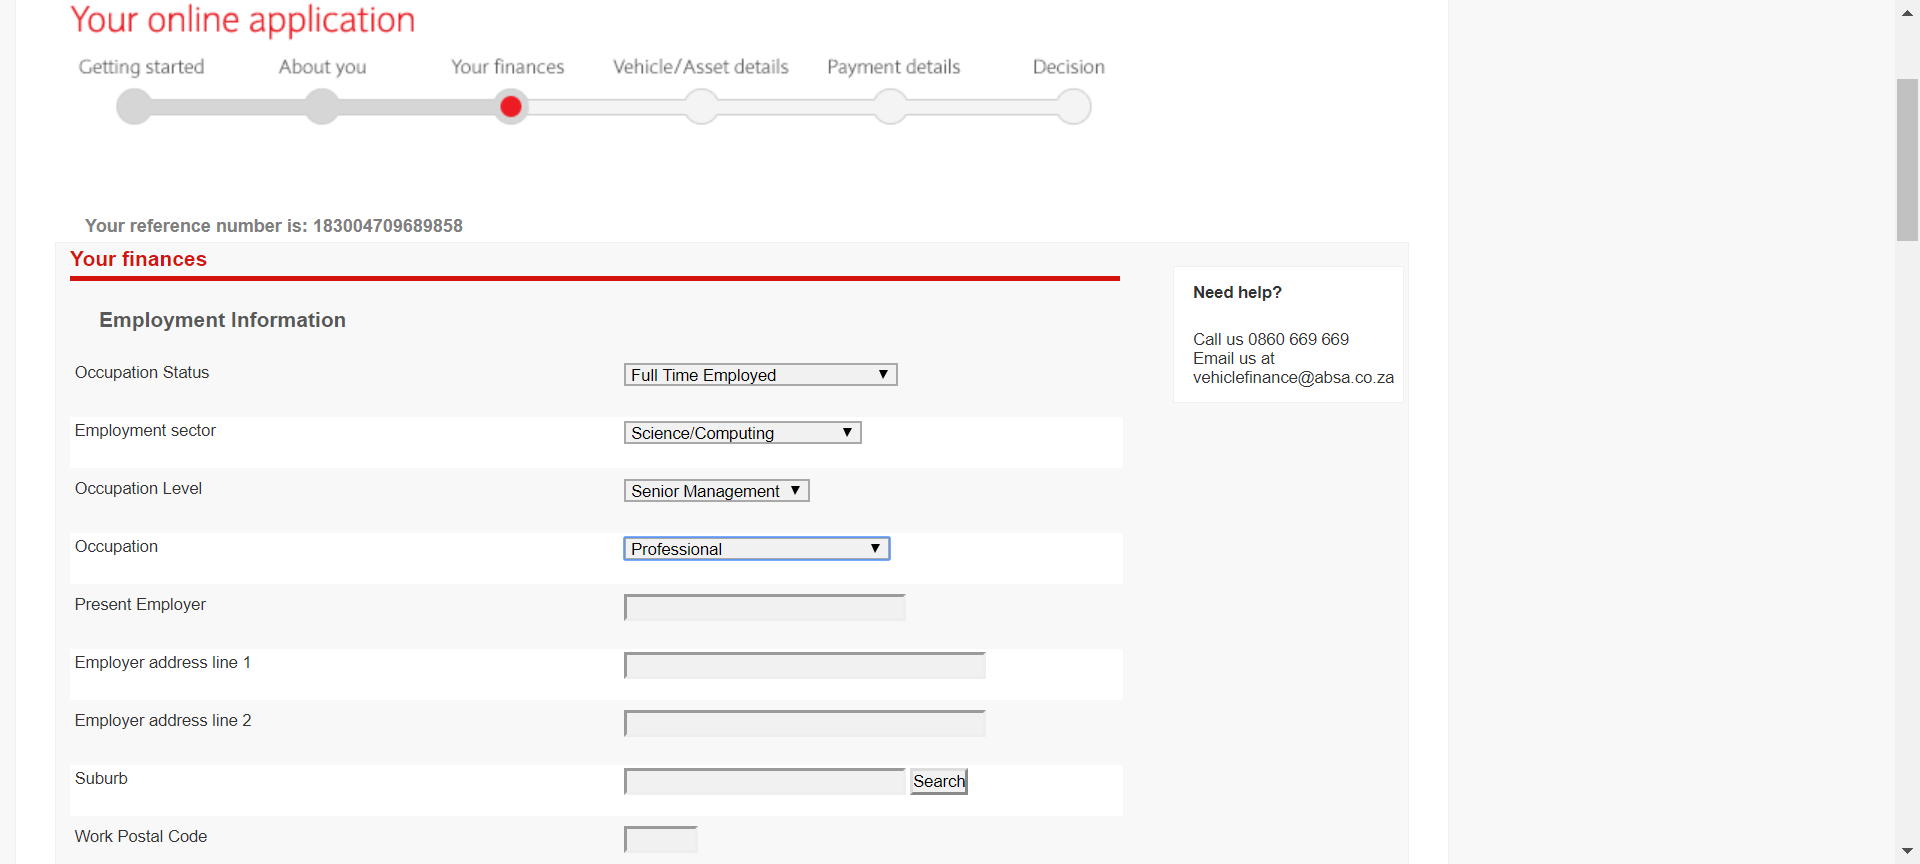 Your online application
Getting started About you Your finances Vehicle/Asset details Payment details Decision
Your reference number is: 183004709689858
Your finances
Need help?
Call us 0860 669 669
Email us at
vehiclefinance@absa.co.za
Employment Information
Occupation Status Full Time Employed
Employment sector Science/Computing
Occupation Level Senior Management
Occupation Professional
Present Employer
Employer address line 1
Employer address line 2
Suburb Search
Work Postal Code